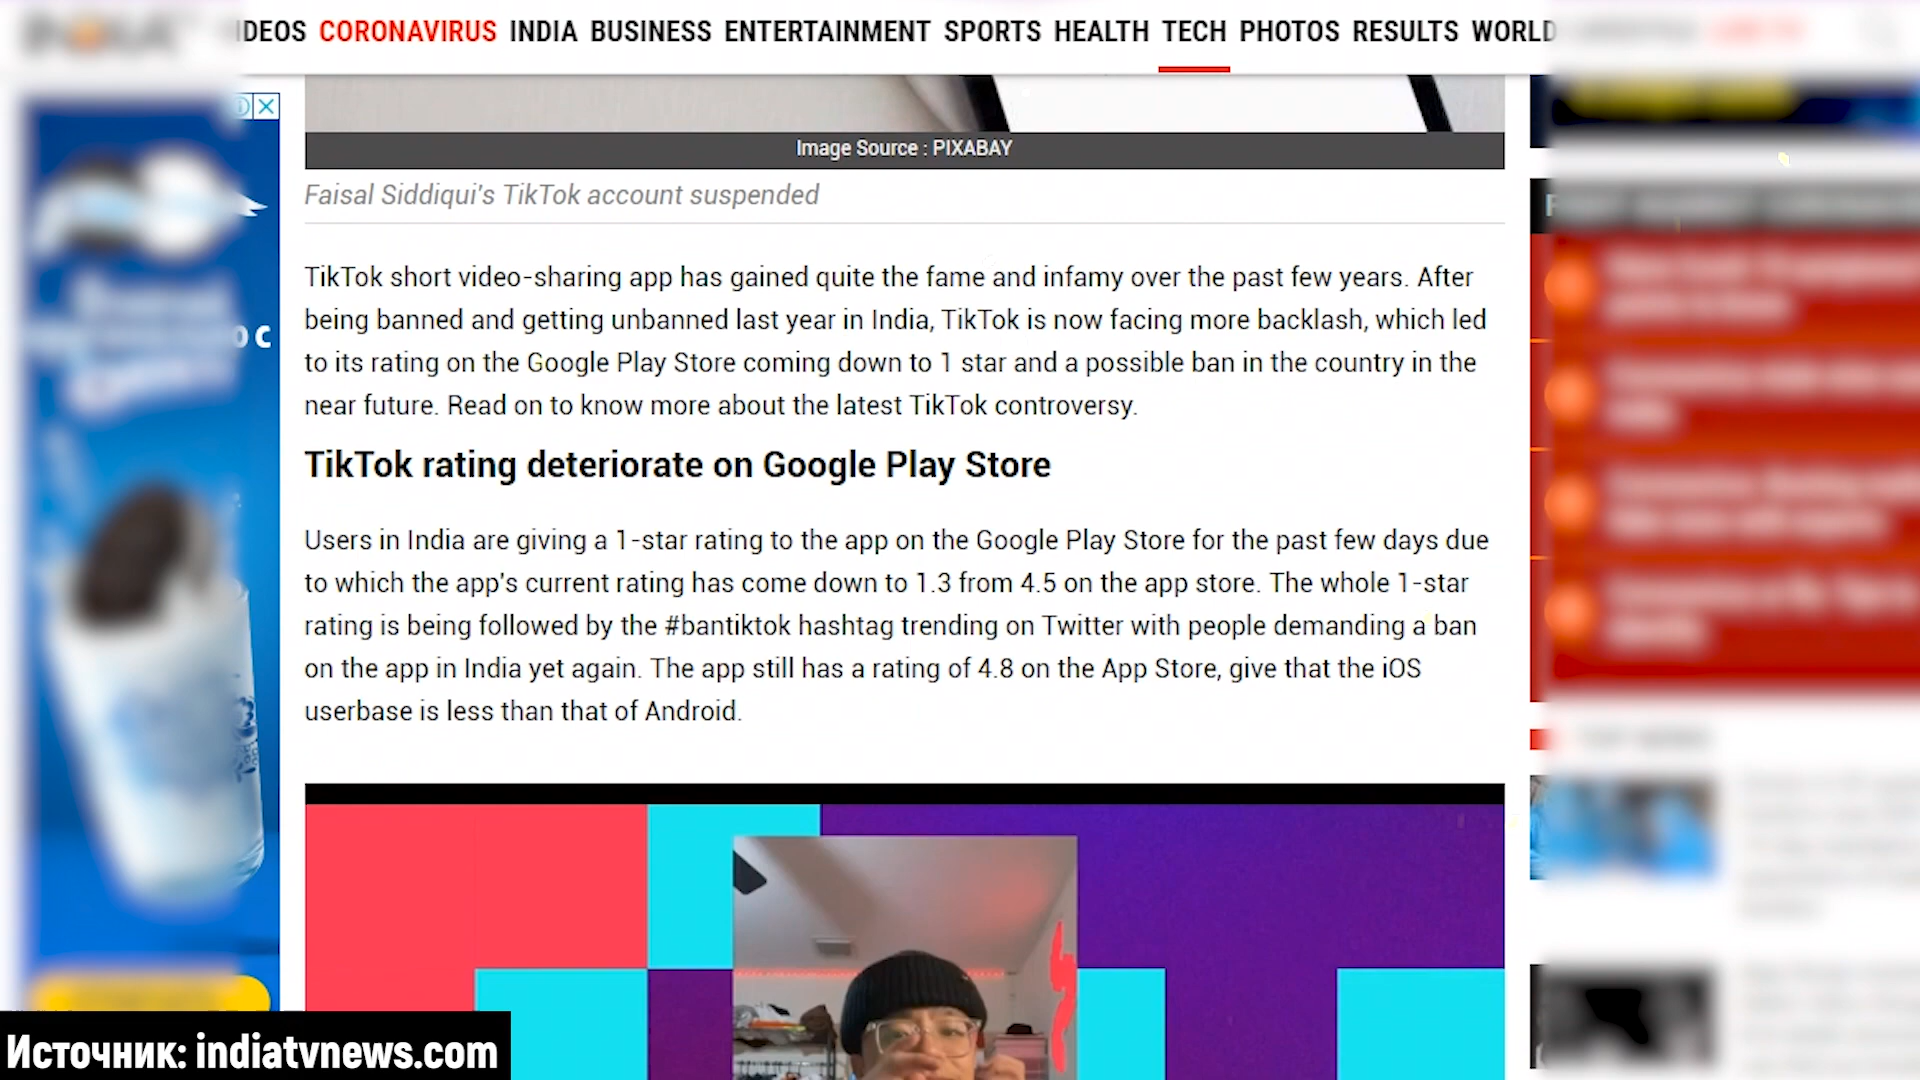 IDEOS CORONAVIRUS INDIA BUSINESS ENTERTAINMENT SPORTS HEALTH TECH PHOTOS RESULTS WORLD
Image Source : PIXABAY
Faisal Siddiqui's TikTok account suspended
TikTok short video-sharing app has gained quite the fame and infamy over the past few years. After
being banned and getting unbanned last year in India, TikTok is now facing more backlash, which led
to its rating on the Google Play Store coming down to 1 star and a possible ban in the country in the
near future. Read on to know more about the latest TikTok controversy.
TikTok rating deteriorate on Google Play Store
Users in India are giving a 1-star rating to the app on the Google Play Store for the past few days due
to which the app's current rating has come down to 1.3 from 4.5 on the app store. The whole 1-star
rating is being followed by the #bantiktok hashtag trending on Twitter with people demanding a ban
on the app in India yet again. The app still has a rating of 4.8 on the App Store, give that the iOS
userbase is less than that of Android.
Источник: indiatvnews.com